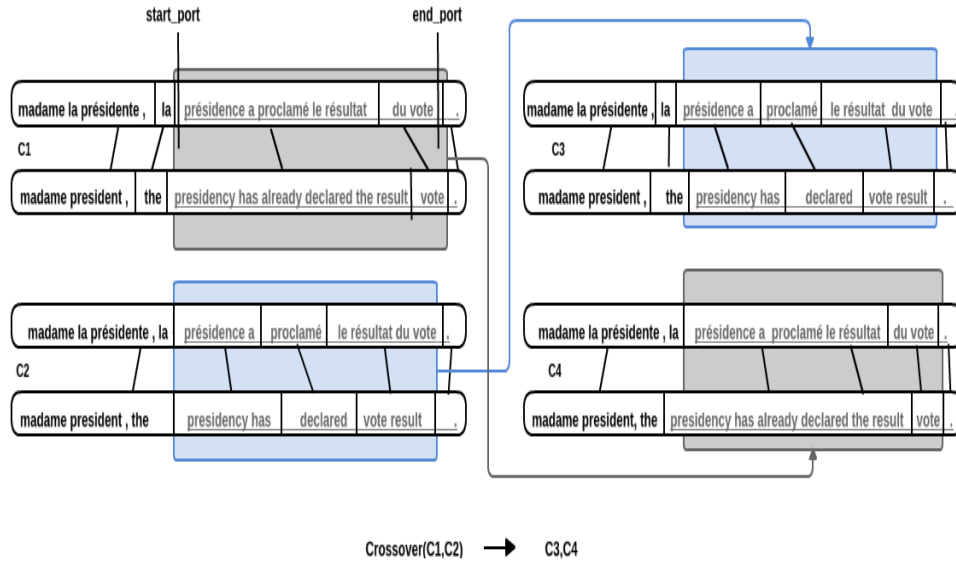 start_port
end_port
madame la présidente , la présidence a proclamé le résultat du vote .
C1
madame president , the presidency has already declared the result vote .
madame la présidente , la présidence a proclamé le résultat du vote .
C2
madame president , the presidency has declared vote result .
madame la présidente , la présidence a proclamé le résultat du vote .
C3
madame president , the presidency has declared vote result .
madame la présidente , la présidence a proclamé le résultat du vote .
C4
madame president, the presidency has already declared the result vote .
Crossover(C1,C2) C3,C4